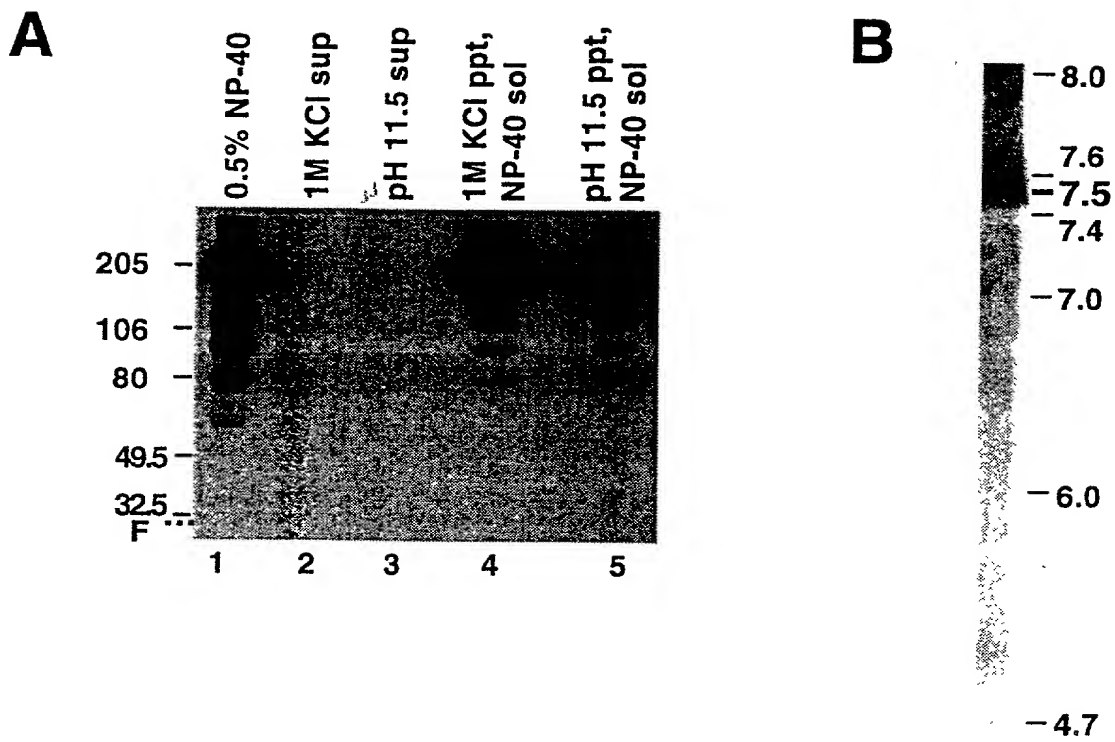 A
0.5% NP-40
1M KCl sup
pH 11.5 sup
1M KCl ppt,
NP-40 sol
pH 11.5 ppt,
NP-40 sol
205
106
80
49.5
32.5
F
1 2 3 4 5
B
8.0
7.6
7.5
7.4
7.0
6.0
4.7